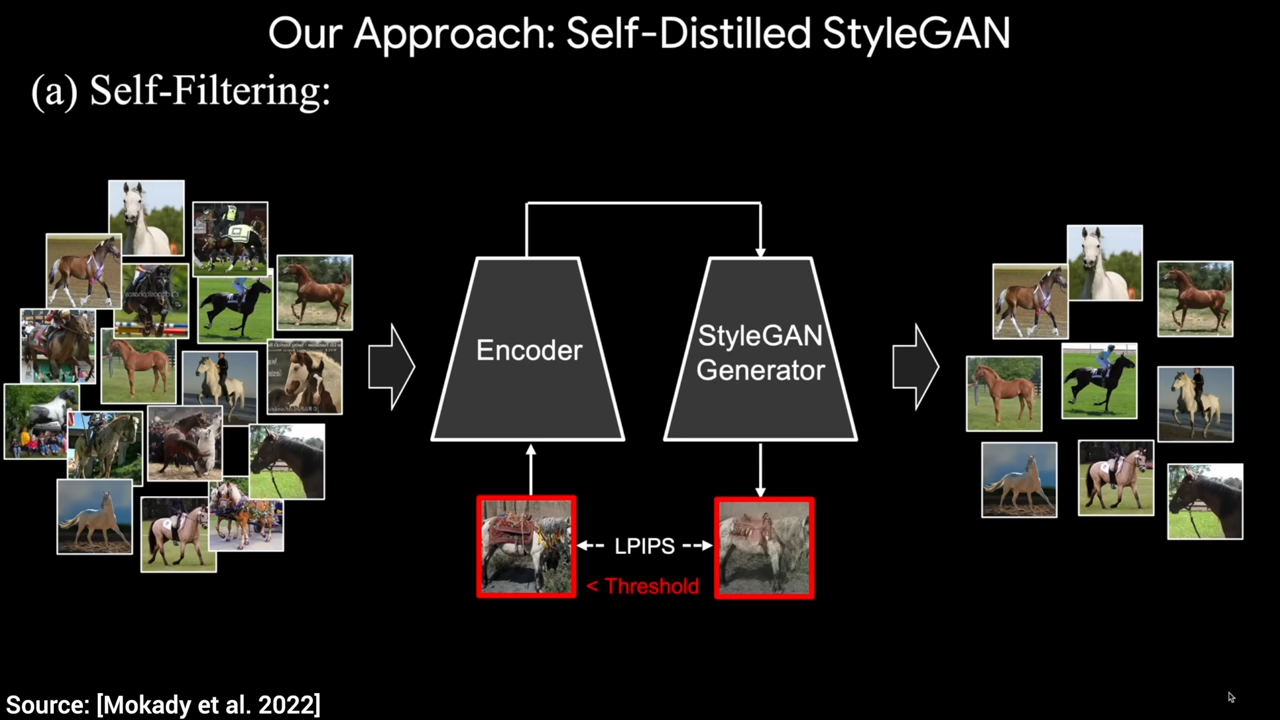 Our Approach: Self-Distilled StyleGAN
(a) Self-Filtering:
Encoder
StyleGAN
Generator
LPIPS
< Threshold
Source: [Mokady et al. 2022]